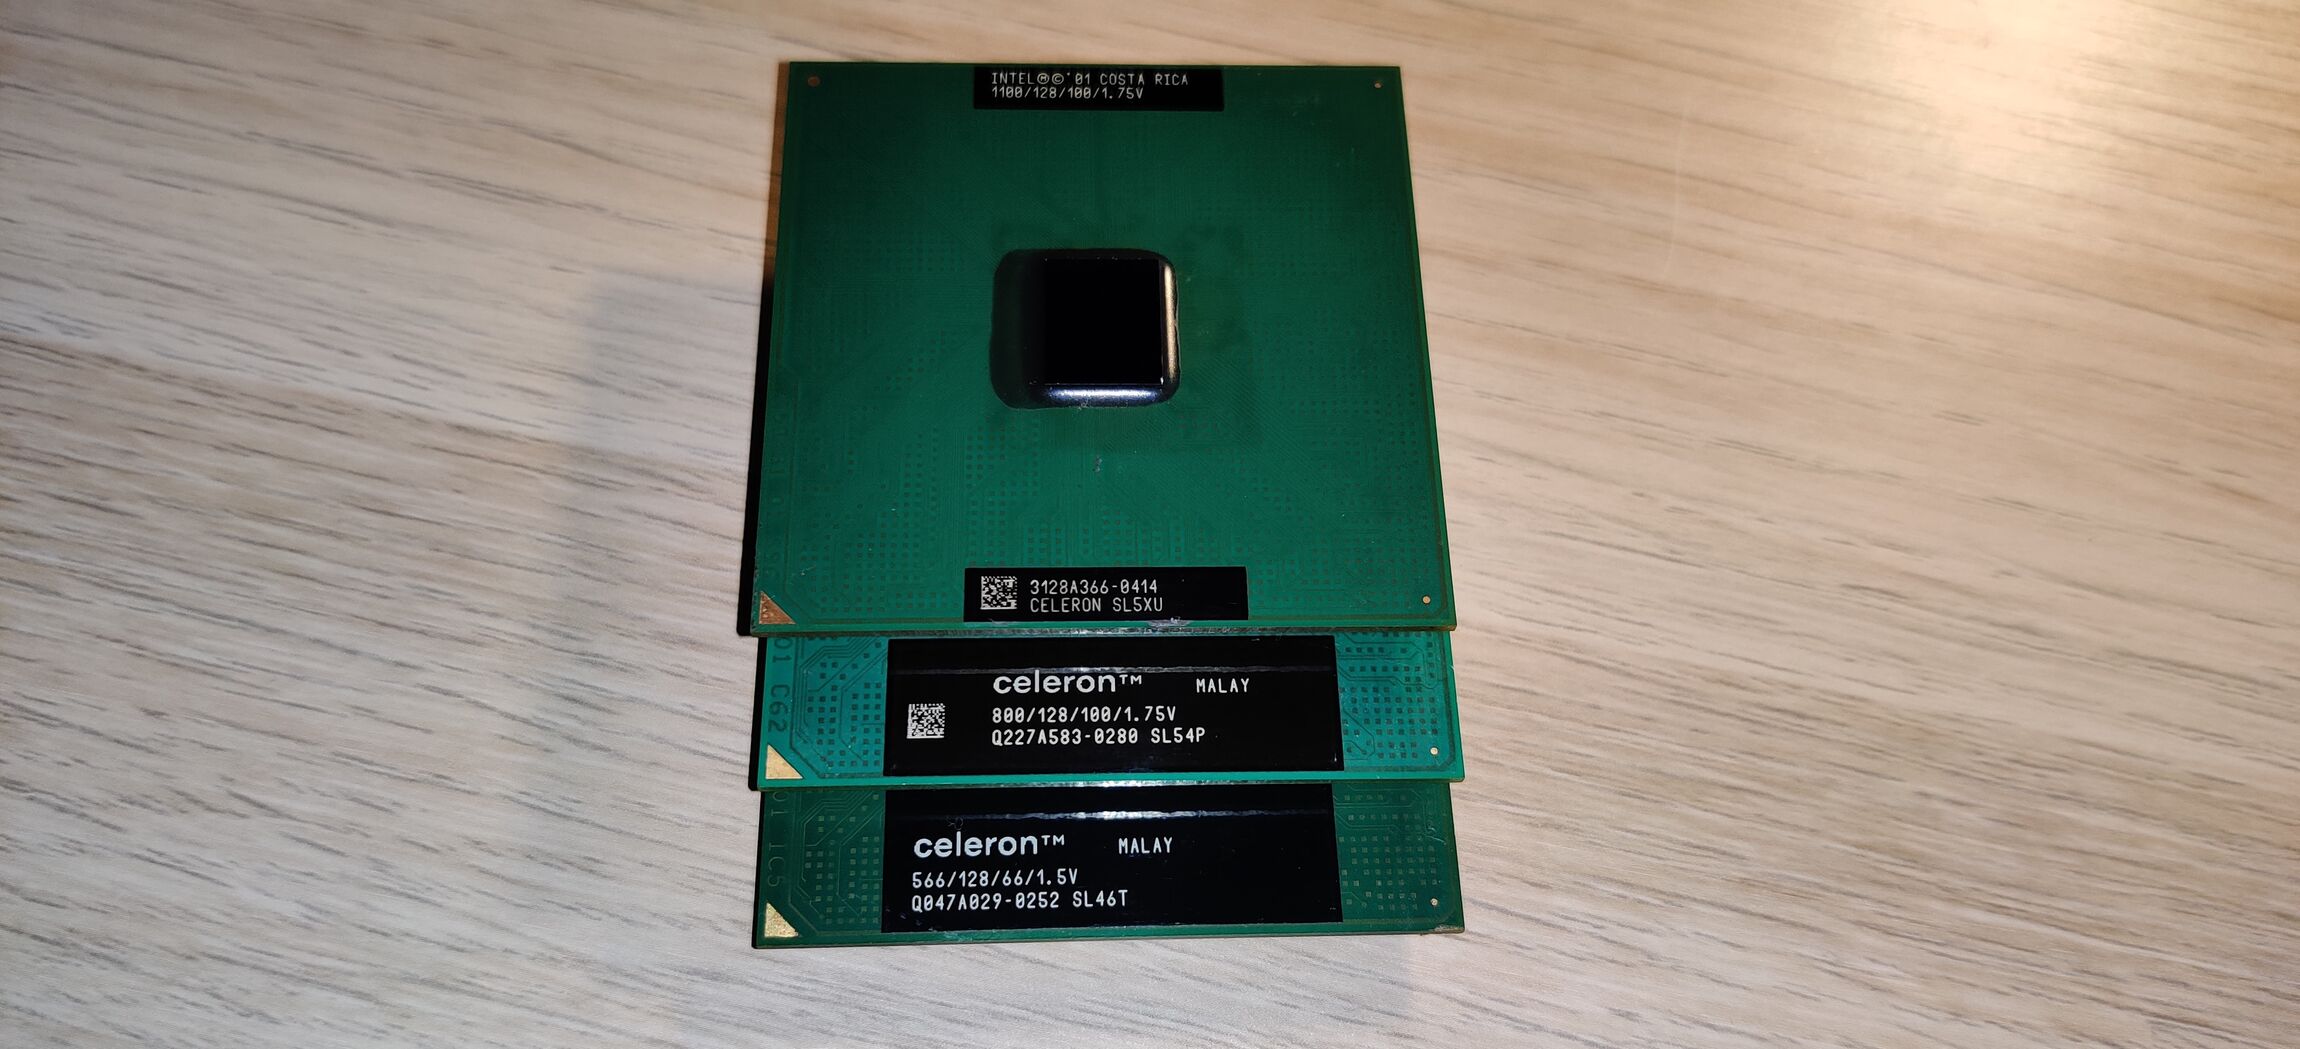 INTEL®©'01 COSTA RICA
1100/128/100/1.75V
3128A366-0414
CELERON SL5XU
celeron™ MALAY
800/128/100/1.75V
Q227A583-0280 SL54P
celeron™ MALAY
566/128/66/1.5V
Q047A029-0252 SL46T